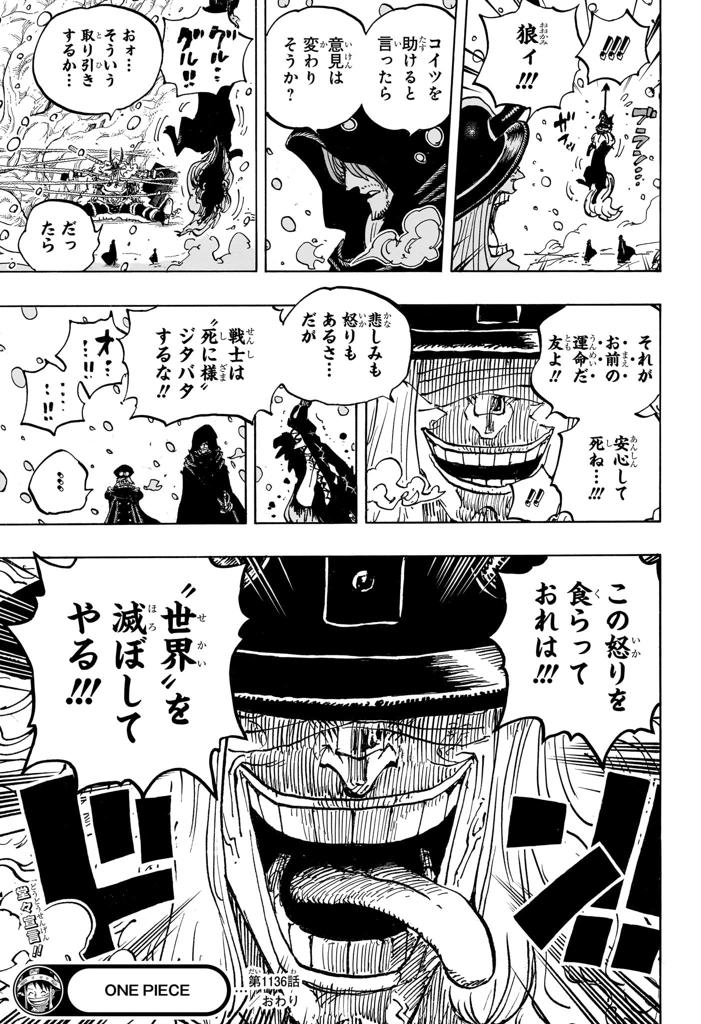 ……!!!
狼ィ
!!!
ブラン…
ザィッ
コイツを
助けると
言ったら
意見は
変わり
そうか?
グル…
ルル…!!
おォ…
そういう
取り引き
するか…
だっ
たら
それが
お前の
運命だ
友よ!!
安心して
死ね…!!!
悲しみも
怒りも
あるさ…
だが
戦士は
〝死に様〟
ジタバタ
するな!!
…オ…
……!!
…!!!
…
この怒りを
食らって
おれは!!!
〝世界〟を
滅ぼして
やる!!!
ドン!!
堂々宣言!!
第1136話
おわり
ONE PIECE